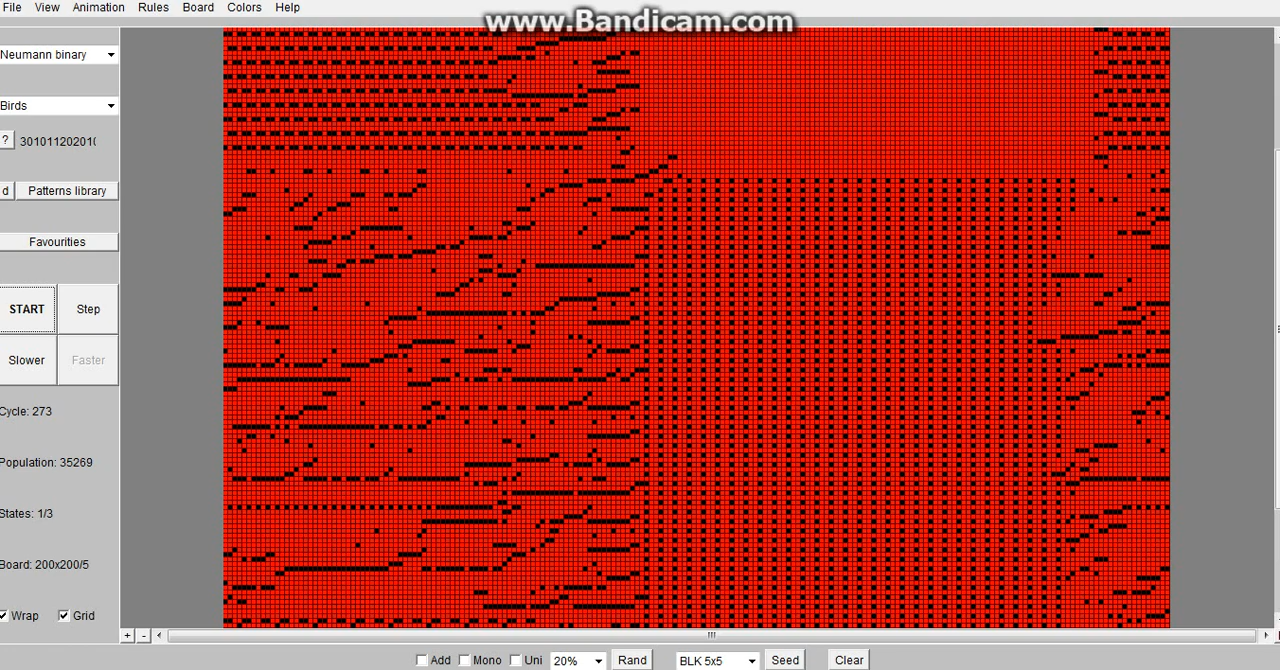 File View Animation Rules Board Colors Help
www.Bandicam.com
Neumann binary
Birds
? 301011202010
d Patterns library
Favourities
START Step
Slower Faster
Cycle: 273
Population: 35269
States: 1/3
Board: 200x200/5
Wrap Grid
+ -
Add Mono Uni 20% Rand BLK 5x5 Seed Clear